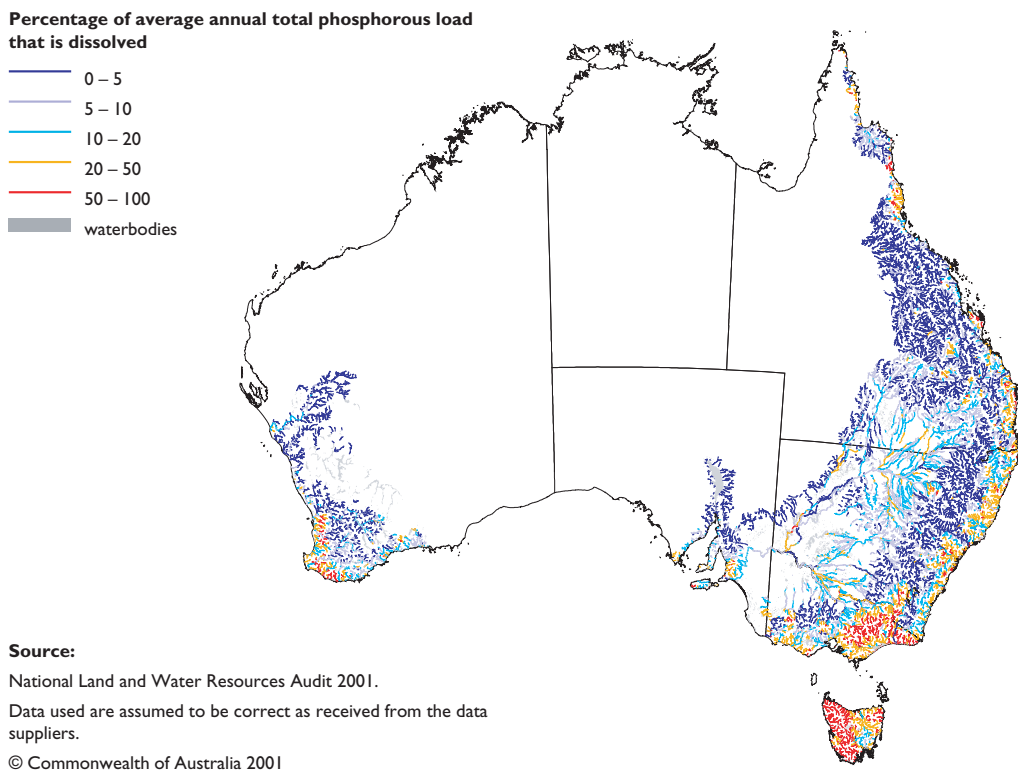 Percentage of average annual total phosphorous load
that is dissolved
0 – 5
5 – 10
10 – 20
20 – 50
50 – 100
waterbodies
Source:
National Land and Water Resources Audit 2001.
Data used are assumed to be correct as received from the data
suppliers.
© Commonwealth of Australia 2001